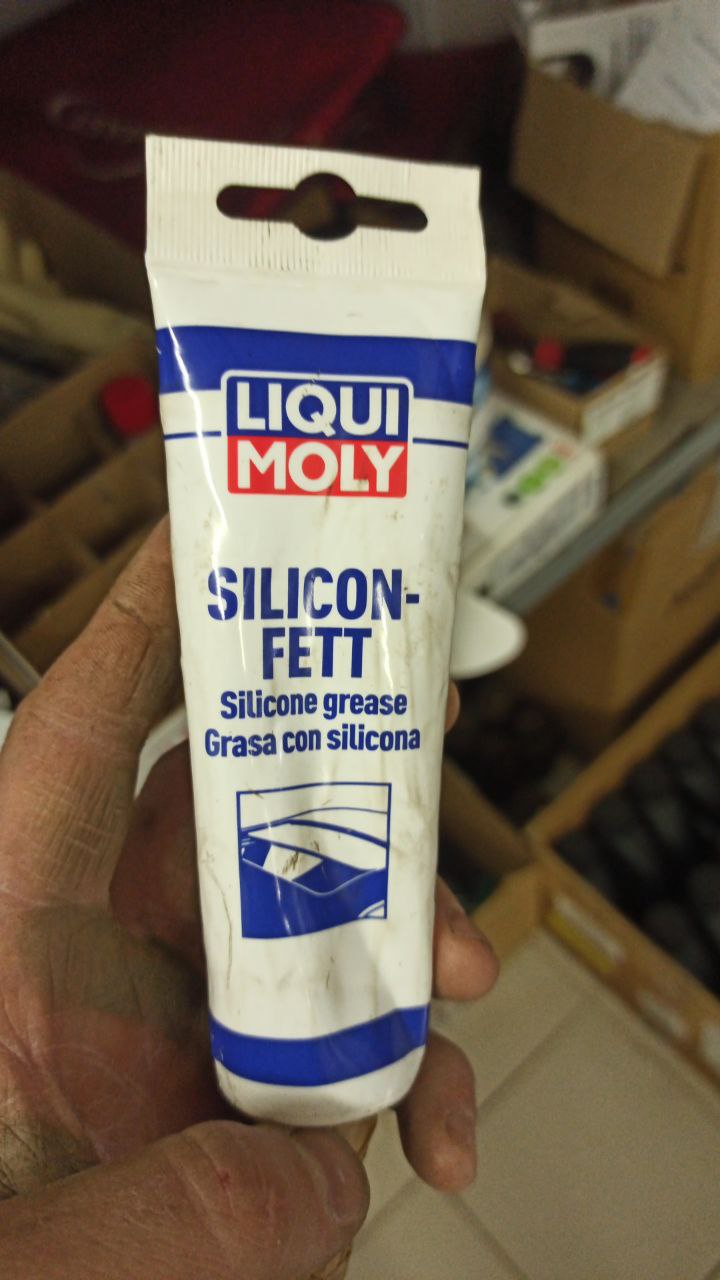 LIQUI
MOLY
SILICON-
FETT
Silicone grease
Grasa con silicona